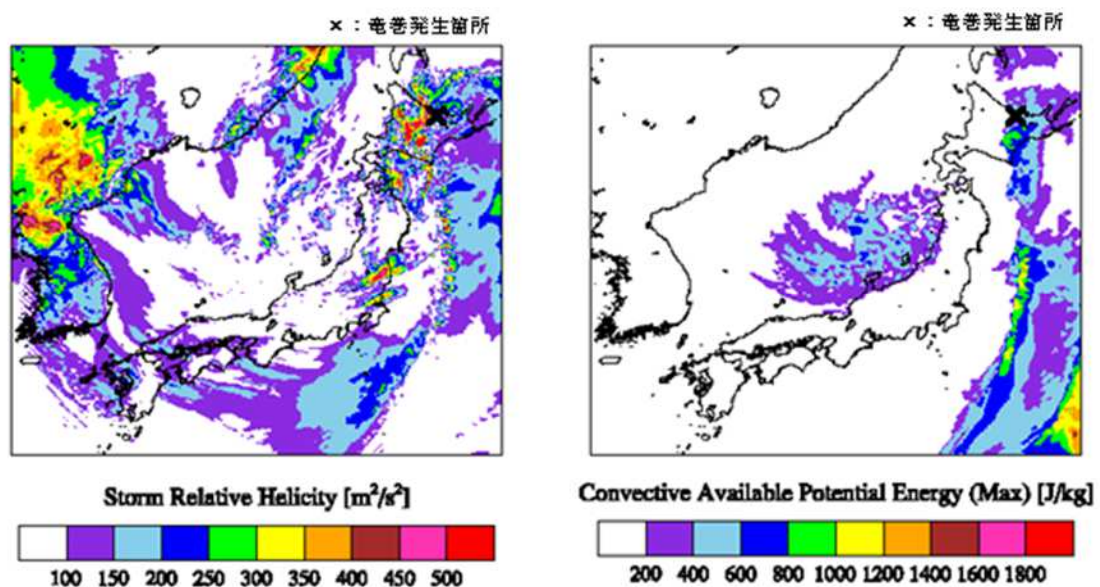 ×：竜巻発生箇所
×：竜巻発生箇所
Storm Relative Helicity [m²/s²]
100 150 200 250 300 350 400 450 500
Convective Available Potential Energy (Max) [J/kg]
200 400 600 800 1000 1200 1400 1600 1800